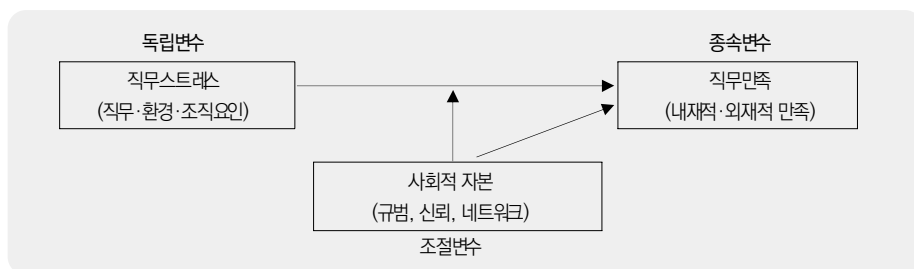 독립변수
종속변수
직무스트레스
(직무·환경·조직요인)
직무만족
(내재적·외재적 만족)
사회적 자본
(규범, 신뢰, 네트워크)
조절변수